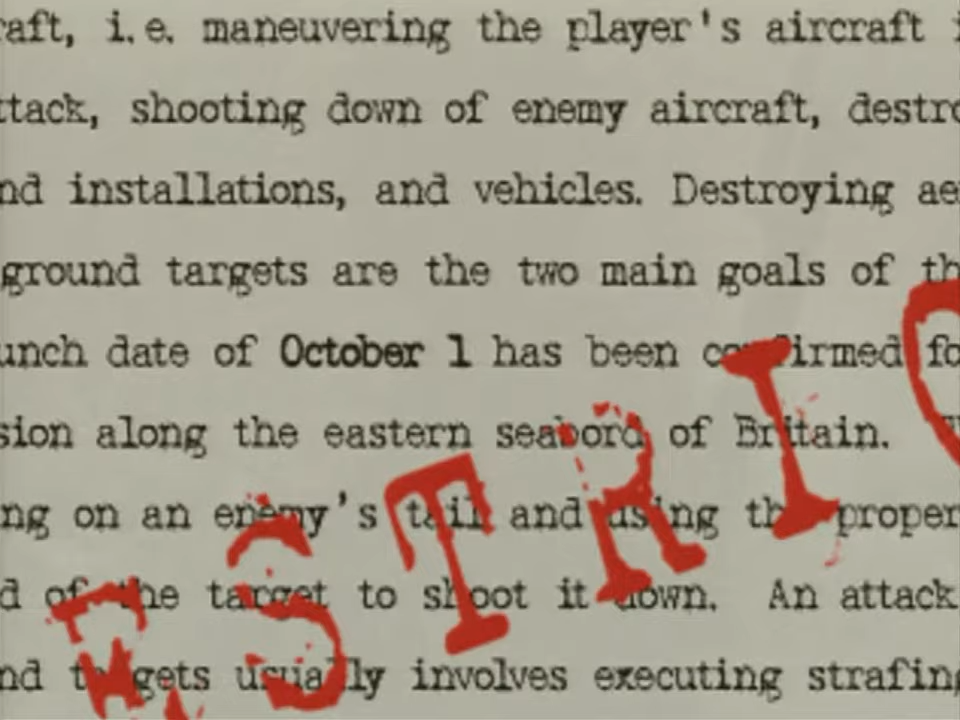 raft, i.e. maneuvering the player's aircraft i
ttack, shooting down of enemy aircraft, destro
nd installations, and vehicles. Destroying ae
ground targets are the two main goals of th
unch date of October 1 has been confirmed fo
sion along the eastern seabord of Britain.
ng on an enemy's tail and using the proper
d of the target to shoot it down. An attack
nd targets usually involves executing strafing
ESTRIC